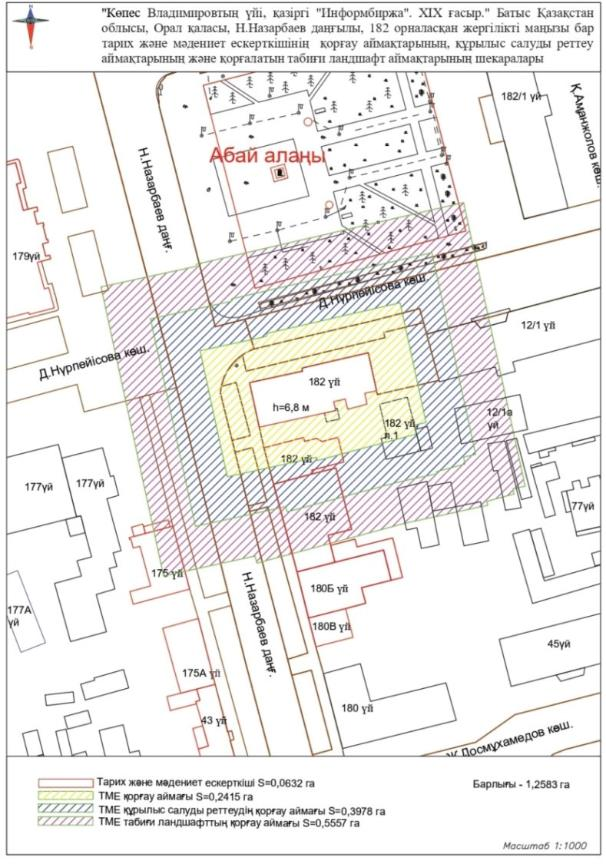 "Көпес Владимировтың үйі, қазіргі "Информбиржа". XIX ғасыр." Батыс Қазақстан
облысы, Орал қаласы, Н.Назарбаев даңғылы, 182 орналасқан жергілікті маңызы бар
тарих және мәдениет ескерткішінің қорғау аймақтарының, құрылыс салуды реттеу
аймақтарының және қорғалатын табиғи ландшафт аймақтарының шекаралары
182/1 үй
Қ.Аманжолов көш.
Абай алаңы
Н.Назарбаев даңғ.
179үй
Д.Нүрпейісова көш.
12/1 үй
Д.Нүрпейісова көш.
182 үй
h=6,8 м
182 үй
л.1
12/1а
үй
182 үй
177үй
177үй
77үй
182 үй
175 үй
180Б үй
177А
үй
180В үй
Н.Назарбаев даңғ.
45үй
175А үй
43 үй
180 үй
Ж.Досмұхамедов көш.
Тарих және мәдениет ескерткіші S=0,0632 га
Барлығы - 1,2583 га
ТМЕ қорғау аймағы S=0,2415 га
ТМЕ құрылыс салуды реттеудің қорғау аймағы S=0,3978 га
ТМЕ табиғи ландшафттың қорғау аймағы S=0,5557 га
Масштаб 1:1000